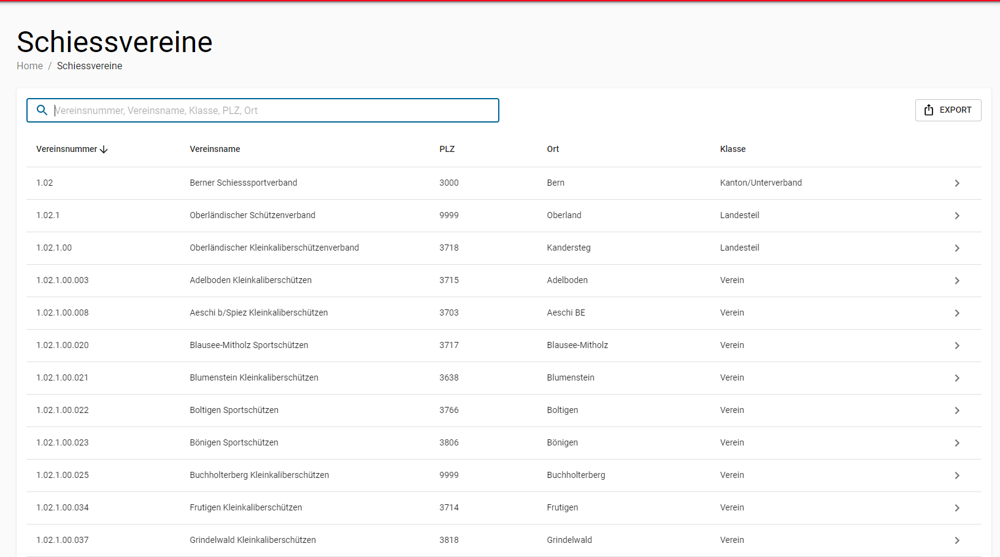 Schiessvereine
Home / Schiessvereine
Vereinsnummer, Vereinsname, Klasse, PLZ, Ort
EXPORT
Vereinsnummer Vereinsname PLZ Ort Klasse
1.02 Berner Schiesssportverband 3000 Bern Kanton/Unterverband
1.02.1 Oberländischer Schützenverband 9999 Oberland Landesteil
1.02.1.00 Oberländischer Kleinkaliberschützenverband 3718 Kandersteg Landesteil
1.02.1.00.003 Adelboden Kleinkaliberschützen 3715 Adelboden Verein
1.02.1.00.008 Aeschi b/Spiez Kleinkaliberschützen 3703 Aeschi BE Verein
1.02.1.00.020 Blausee-Mitholz Sportschützen 3717 Blausee-Mitholz Verein
1.02.1.00.021 Blumenstein Kleinkaliberschützen 3638 Blumenstein Verein
1.02.1.00.022 Boltigen Sportschützen 3766 Boltigen Verein
1.02.1.00.023 Bönigen Sportschützen 3806 Bönigen Verein
1.02.1.00.025 Buchholterberg Kleinkaliberschützen 9999 Buchholterberg Verein
1.02.1.00.034 Frutigen Kleinkaliberschützen 3714 Frutigen Verein
1.02.1.00.037 Grindelwald Kleinkaliberschützen 3818 Grindelwald Verein